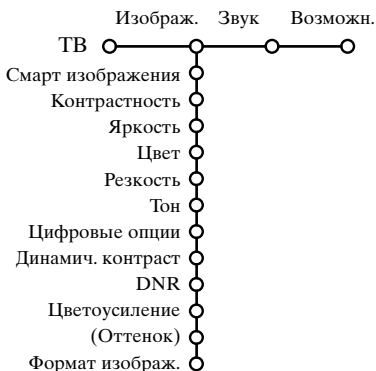 Изображ. Звук Возможн.
ТВ
Смарт изображения
Контрастность
Яркость
Цвет
Резкость
Тон
Цифровые опции
Динамич. контраст
DNR
Цветоусиление
(Оттенок)
Формат изображ.